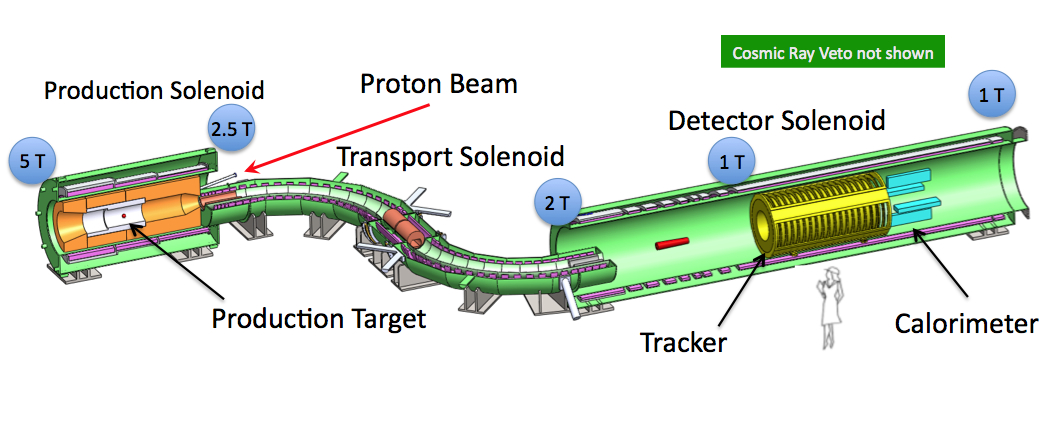 Cosmic Ray Veto not shown
Production Solenoid
Proton Beam
1 T
2.5 T
Detector Solenoid
5 T
Transport Solenoid
1 T
2 T
Production Target
Tracker
Calorimeter